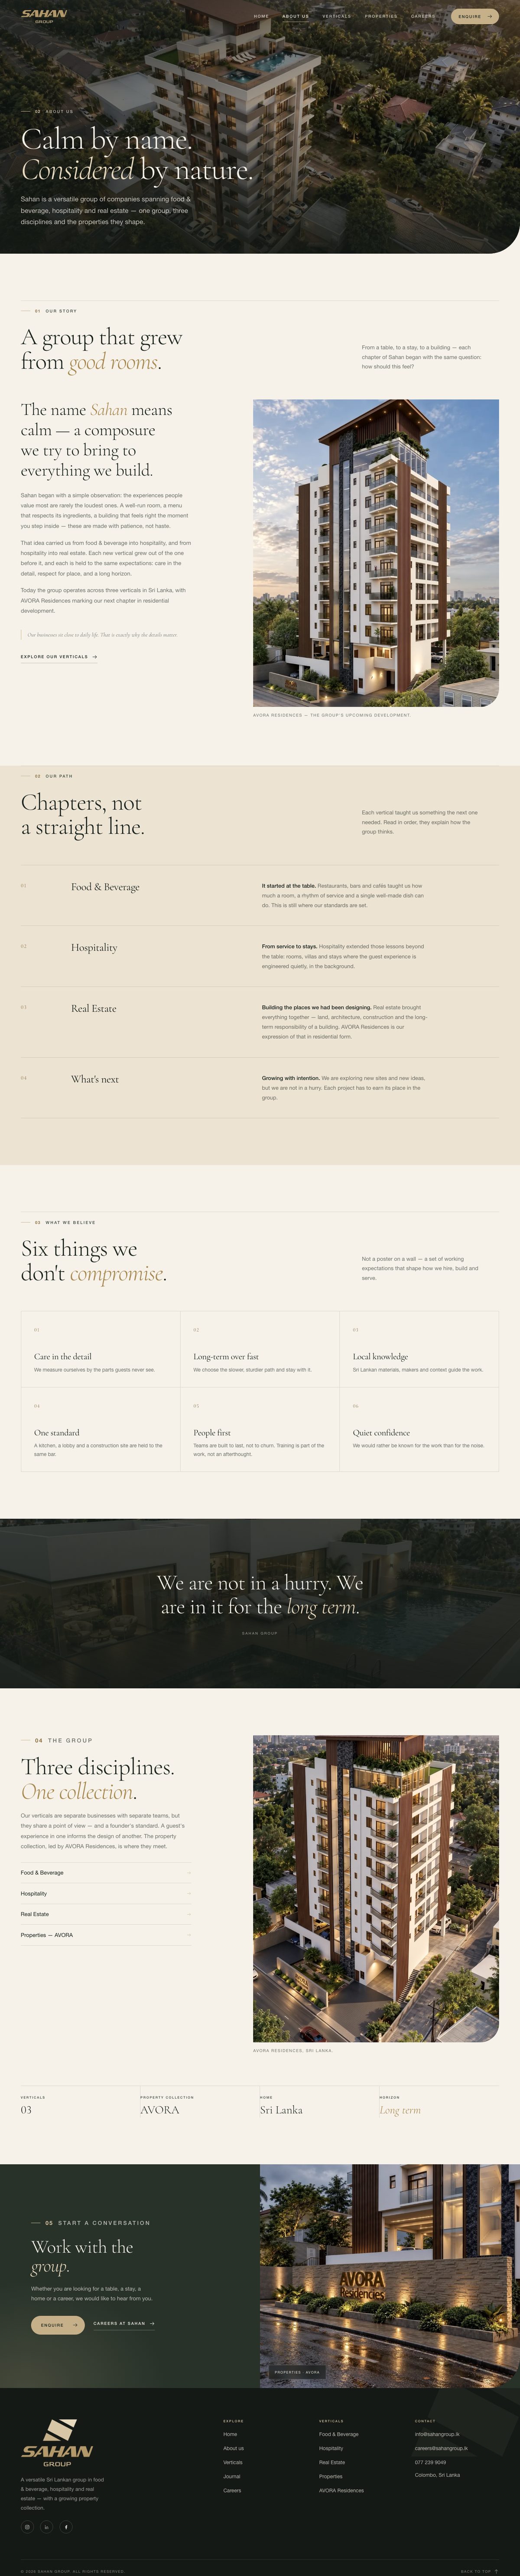 SAHAN
GROUP
HOME
ABOUT US
VERTICALS
PROPERTIES
CAREERS
ENQUIRE
02 ABOUT US
Calm by name.
Considered by nature.
Sahan is a versatile group of companies spanning food &
beverage, hospitality and real estate — one group, three
disciplines and the properties they shape.
01 OUR STORY
A group that grew
from good rooms.
From a table, to a stay, to a building — each
chapter of Sahan began with the same question:
how should this feel?
The name Sahan means
calm — a composure
we try to bring to
everything we build.
Sahan began with a simple observation: the experiences people
value most are rarely the loudest ones. A well-run room, a menu
that respects its ingredients, a building that feels right the moment
you step inside — these are made with patience, not haste.
That idea carried us from food & beverage into hospitality, and from
hospitality into real estate. Each new vertical grew out of the one
before it, and each is held to the same expectations: care in the
detail, respect for place, and a long horizon.
Today the group operates across three verticals in Sri Lanka, with
AVORA Residences marking our next chapter in residential
development.
Our businesses sit close to daily life. That is exactly why the details matter.
EXPLORE OUR VERTICALS
AVORA RESIDENCES — THE GROUP'S UPCOMING DEVELOPMENT.
02 OUR PATH
Chapters, not
a straight line.
Each vertical taught us something the next one
needed. Read in order, they explain how the
group thinks.
01
Food & Beverage
It started at the table. Restaurants, bars and cafés taught us how
much a room, a rhythm of service and a single well-made dish can
do. This is still where our standards are set.
02
Hospitality
From service to stays. Hospitality extended those lessons beyond
the table: rooms, villas and stays where the guest experience is
engineered quietly, in the background.
03
Real Estate
Building the places we had been designing. Real estate brought
everything together — land, architecture, construction and the long-
term responsibility of a building. AVORA Residences is our
expression of that in residential form.
04
What's next
Growing with intention. We are exploring new sites and new ideas,
but we are not in a hurry. Each project has to earn its place in the
group.
03 WHAT WE BELIEVE
Six things we
don't compromise.
Not a poster on a wall — a set of working
expectations that shape how we hire, build and
serve.
01
Care in the detail
We measure ourselves by the parts guests never see.
02
Long-term over fast
We choose the slower, sturdier path and stay with it.
03
Local knowledge
Sri Lankan materials, makers and context guide the work.
04
One standard
A kitchen, a lobby and a construction site are held to the
same bar.
05
People first
Teams are built to last, not to churn. Training is part of the
work, not an afterthought.
06
Quiet confidence
We would rather be known for the work than for the noise.
We are not in a hurry. We
are in it for the long term.
SAHAN GROUP
04 THE GROUP
Three disciplines.
One collection.
Our verticals are separate businesses with separate teams, but
they share a point of view — and a founder's standard. A guest's
experience in one informs the design of another. The property
collection, led by AVORA Residences, is where they meet.
Food & Beverage
Hospitality
Real Estate
Properties — AVORA
AVORA RESIDENCES, SRI LANKA.
VERTICALS
03
PROPERTY COLLECTION
AVORA
HOME
Sri Lanka
HORIZON
Long term
05 START A CONVERSATION
Work with the
group.
Whether you are looking for a table, a stay, a
home or a career, we would like to hear from you.
ENQUIRE
CAREERS AT SAHAN
AVORA
Residencies
PROPERTIES · AVORA
SAHAN
GROUP
A versatile Sri Lankan group in food
& beverage, hospitality and real
estate — with a growing property
collection.
EXPLORE
Home
About us
Verticals
Journal
Careers
VERTICALS
Food & Beverage
Hospitality
Real Estate
Properties
AVORA Residences
CONTACT
info@sahangroup.lk
careers@sahangroup.lk
077 239 9049
Colombo, Sri Lanka
© 2026 SAHAN GROUP. ALL RIGHTS RESERVED.
BACK TO TOP